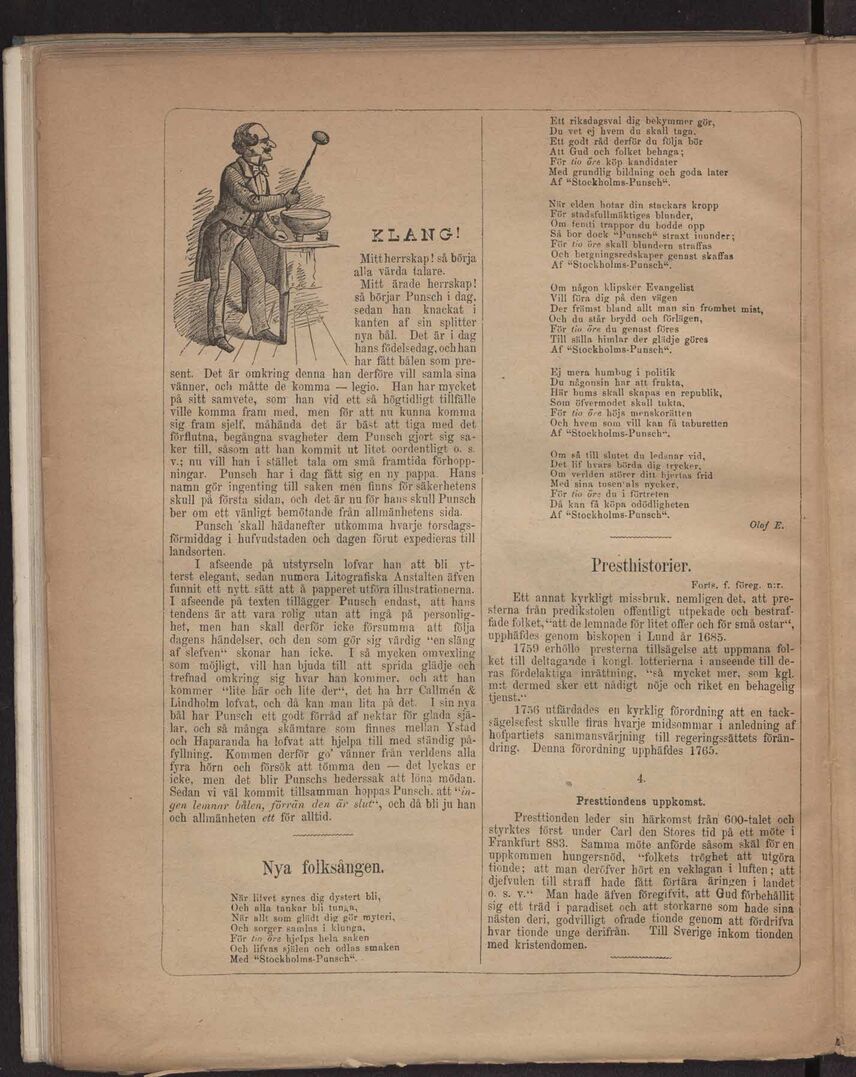 KLANG!
Mitt herrskap! så börja
alla värda talare.
Mitt ärade herrskap!
så börjar Punsch i dag,
sedan han knackat i
kanten af sin splitter
nya bål. Det är i dag
hans födelsedag, och han
har fått bålen som pre-
sent. Det är omkring denna han derföre vill samla sina
vänner, och måtte de komma — legio. Han har mycket
på sitt samvete, som han vid ett så högtidligt tillfälle
ville komma fram med, men för att nu kunna komma
sig fram sjelf, måhända det är bäst att tiga med det
förflutna, begångna svagheter dem Punsch gjort sig sa-
ker till, såsom att han kommit ut litet oordentligt o. s.
v.; nu vill han i stället tala om små framtida förhopp-
ningar. Punsch har i dag fått sig en ny pappa. Hans
namn gör ingenting till saken men finns för säkerhetens
skull på första sidan, och det är nu för hans skull Punsch
ber om ett vänligt bemötande från allmänhetens sida.
Punsch skall hädanefter utkomma hvarje torsdags-
förmiddag i hufvudstaden och dagen förut expedieras till
landsorten.
I afseende på utstyrseln lofvar han att bli yt-
terst elegant, sedan numera Litografiska Anstalten äfven
funnit ett nytt sätt att å papperet utföra illustrationerna.
I afseende på texten tillägger Punsch endast, att hans
tendens är att vara rolig utan att ingå på personlig-
het, men han skall derför icke försumma att följa
dagens händelser, och den som gör sig värdig "en släng
af slefven" skonar han icke. I så mycken omvexling
som möjligt, vill han bjuda till att sprida glädje och
trefnad omkring sig hvar han kommer, och att han
kommer "lite här och lite der", det ha hrr Callmén &
Lindholm lofvat, och då kan man lita på det. I sin nya
bål har Punsch ett godt förråd af nektar för glada sjä-
lar, och så många skämtare som finnes mellan Ystad
och Haparanda ha lofvat att hjelpa till med ständig på-
fyllning. Kommen derför go' vänner från verldens alla
fyra hörn och försök att tömma den — det lyckas er
icke, men det blir Punschs hederssak att löna mödan.
Sedan vi väl kommit tillsamman hoppas Punsch, att "in-
gen lemnar bålen, förrän den är slut", och då bli ju han
och allmänheten ett för alltid.
Nya folksången.
När lifvet synes dig dystert bli,
Och alla tankar bli tunga,
När allt som gladt dig gör myteri,
Och sorger samlas i klunga,
För tio öre hjelps hela saken
Och lifvas själen och odlas smaken
Med "Stockholms-Punsch".
Ett riksdagsval dig bekymmer gör,
Du vet ej hvem du skall taga,
Ett godt råd derför du följa bör
Att Gud och folket behaga;
För tio öre köp kandidater
Med grundlig bildning och goda later
Af "Stockholms-Punsch".
När elden hotar din stackars kropp
För stadsfullmäktiges blunder,
Om femti trappor du bodde opp
Så bor dock "Punsch" straxt inunder;
För tio öre skall blundern straffas
Och bergningsredskaper genast skaffas
Af "Stockholms-Punsch".
Om någon klipsker Evangelist
Vill föra dig på den vägen
Der främst bland allt man sin fromhet mist,
Och du står brydd och förlägen,
För tio öre du genast föres
Till sälla himlar der glädje göres
Af "Stockholms-Punsch".
Ej mera humbug i politik
Du någonsin har att frukta,
Här hums skall skapas en republik,
Som öfvermodet skall tukta,
För tio öre höjs menskorätten
Och hvem som vill kan få taburetten
Af "Stockholms-Punsch".
Om så till slutet du ledsnar vid,
Det lif hvars börda dig trycker,
Om verlden störer ditt hjertas frid
Med sina tusentals nycker,
För tio öre du i förtreten
Då kan få köpa odödligheten
Af "Stockholms-Punsch".
Olof E.
Presthistorier.
Forts. f. föreg. n:r.
Ett annat kyrkligt missbruk, nemligen det, att pre-
sterna från predikstolen offentligt utpekade och bestraf-
fade folket, "att de lemnade för litet offer och för små ostar",
upphäfdes genom biskopen i Lund år 1685.
1759 erhöllo presterna tillsägelse att uppmana fol-
ket till deltagande i kongl. lotterierna i anseende till de-
ras fördelaktiga inrättning, "så mycket mer, som kgl.
m:t dermed sker ett nådigt nöje och riket en behagelig
tjenst."
1756 utfärdades en kyrklig förordning att en tack-
sägelsefest skulle firas hvarje midsommar i anledning af
hofpartiets sammansvärjning till regeringssättets förän-
dring. Denna förordning upphäfdes 1765.
4.
Presttiondens uppkomst.
Presttionden leder sin härkomst från 600-talet och
styrktes först under Carl den Stores tid på ett möte i
Frankfurt 883. Samma möte anförde såsom skäl för en
uppkommen hungersnöd, "folkets tröghet att utgöra
tionde; att man deröfver hört en veklagan i luften; att
djefvulen till straff hade fått förtära äringen i landet
o. s. v." Man hade äfven föregifvit, att Gud förbehållit
sig ett träd i paradiset och att storkarne som hade sina
nästen deri, godvilligt ofrade tionde genom att fördrifva
hvar tionde unge derifrån. Till Sverige inkom tionden
med kristendomen.